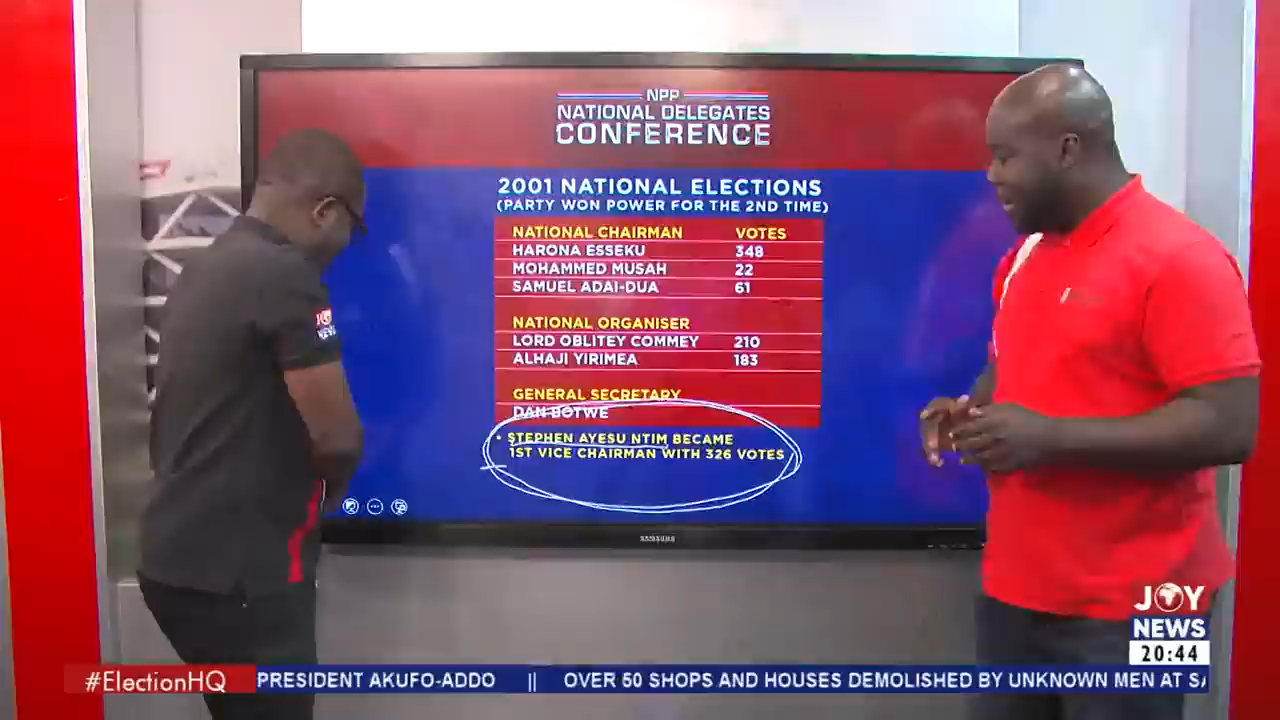 NPP
NATIONAL DELEGATES
CONFERENCE
2001 NATIONAL ELECTIONS
(PARTY WON POWER FOR THE 2ND TIME)
NATIONAL CHAIRMAN VOTES
HARONA ESSEKU 348
MOHAMMED MUSAH 22
SAMUEL ADAI-DUA 61
NATIONAL ORGANISER
LORD OBLITEY COMMEY 210
ALHAJI YIRIMEA 183
GENERAL SECRETARY
DAN BOTWE
• STEPHEN AYESU NTIM BECAME
1ST VICE CHAIRMAN WITH 326 VOTES
SAMSUNG
JOY
NEWS
20:44
#ElectionHQ PRESIDENT AKUFO-ADDO || OVER 50 SHOPS AND HOUSES DEMOLISHED BY UNKNOWN MEN AT